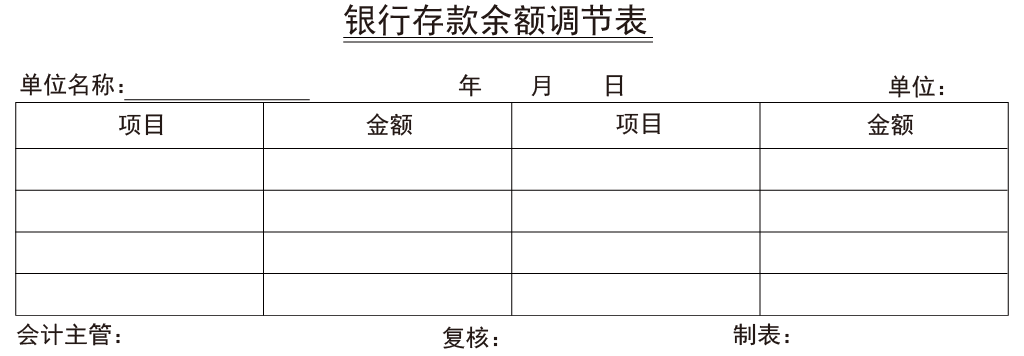 银行存款余额调节表
单位名称: 年 月 日 单位:
项目 金额 项目 金额
会计主管: 复核: 制表: